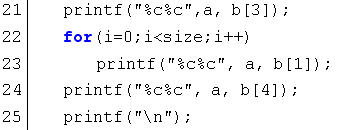 21 printf("%c%c",a, b[3]);
22 for(i=0;i<size;i++)
23 printf("%c%c", a, b[1]);
24 printf("%c%c", a, b[4]);
25 printf("\n");